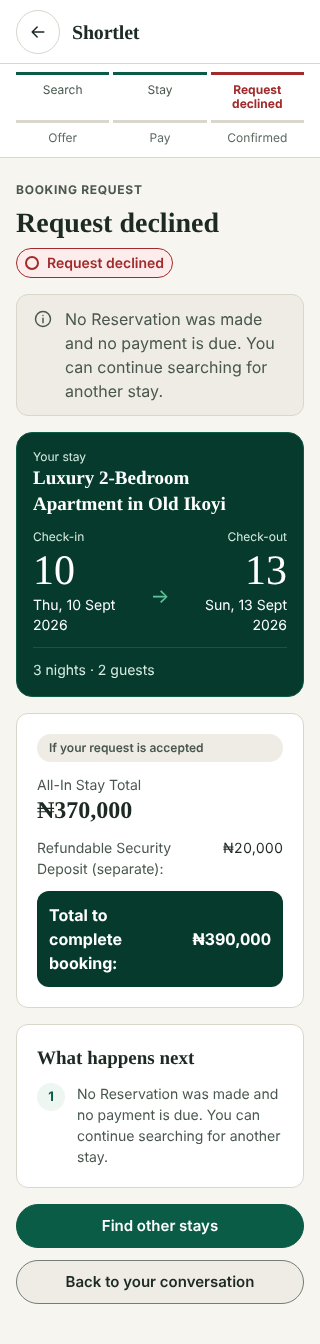 Shortlet
Search
Stay
Request
declined
Offer
Pay
Confirmed
BOOKING REQUEST
Request declined
Request declined
No Reservation was made
and no payment is due. You
can continue searching for
another stay.
Your stay
Luxury 2-Bedroom
Apartment in Old Ikoyi
Check-in
10
Thu, 10 Sept
2026
→
Check-out
13
Sun, 13 Sept
2026
3 nights · 2 guests
If your request is accepted
All-In Stay Total
₦370,000
Refundable Security
Deposit (separate):
₦20,000
Total to
complete
booking:
₦390,000
What happens next
1
No Reservation was made and
no payment is due. You can
continue searching for another
stay.
Find other stays
Back to your conversation